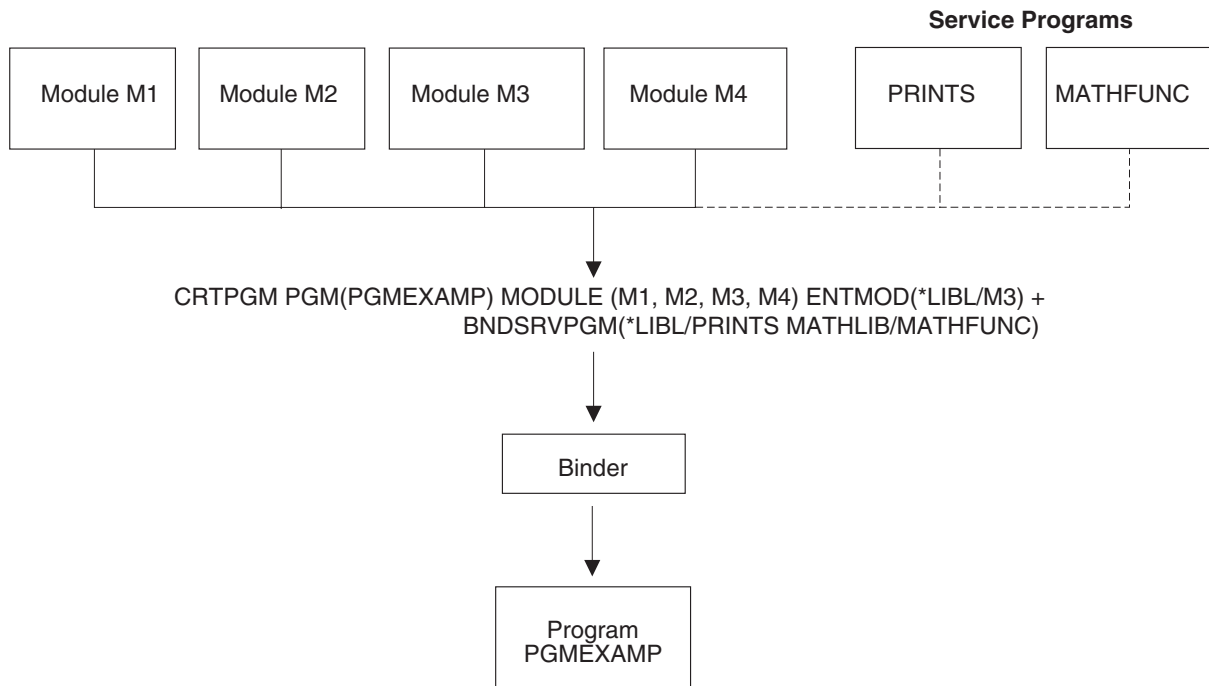 Service Programs
Module M1
Module M2
Module M3
Module M4
PRINTS
MATHFUNC
CRTPGM PGM(PGMEXAMP) MODULE (M1, M2, M3, M4) ENTMOD(*LIBL/M3) +
BNDSRVPGM(*LIBL/PRINTS MATHLIB/MATHFUNC)
Binder
Program
PGMEXAMP